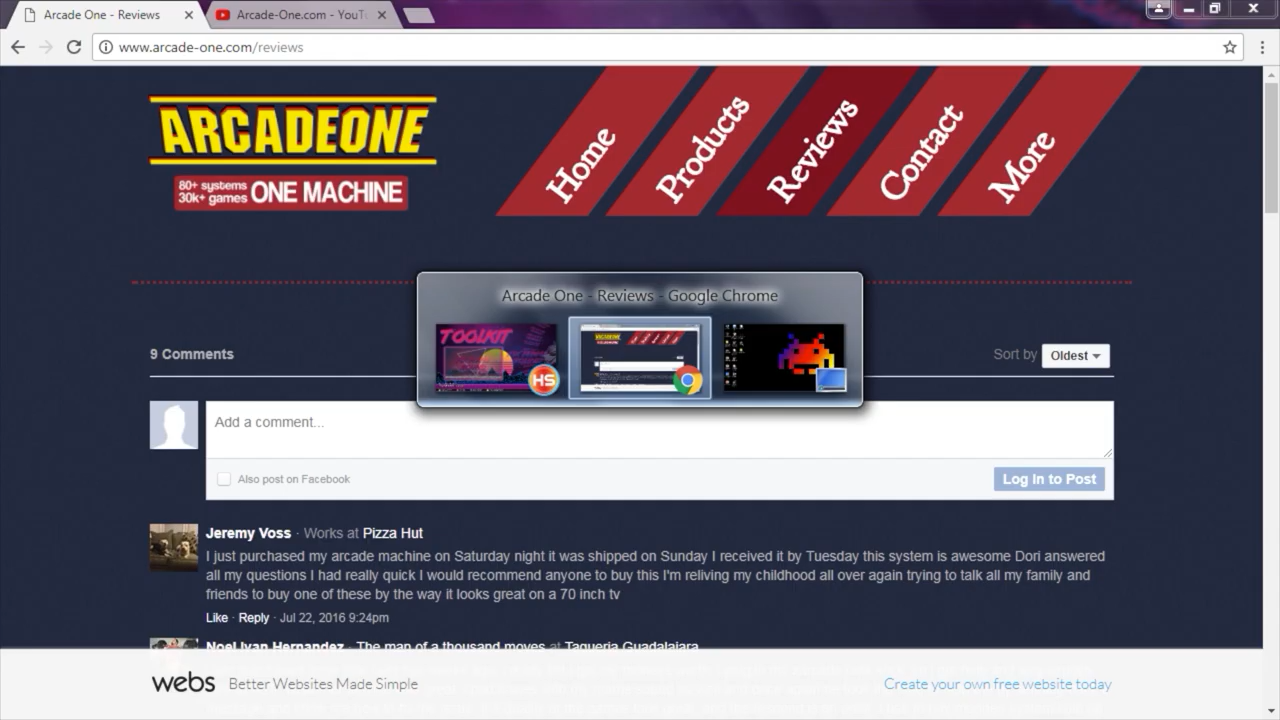 Arcade One - Reviews
Arcade-One.com - YouTu
www.arcade-one.com/reviews
ARCADEONE
80+ systems
30k+ games ONE MACHINE
Home
Products
Reviews
Contact
More
Arcade One - Reviews - Google Chrome
TOOLKIT
HS
ARCADEONE
9 Comments
Sort by Oldest
Add a comment...
Also post on Facebook
Log In to Post
Jeremy Voss · Works at Pizza Hut
I just purchased my arcade machine on Saturday night it was shipped on Sunday I received it by Tuesday this system is awesome Dori answered
all my questions I had really quick I would recommend anyone to buy this I'm reliving my childhood all over again trying to talk all my family and
friends to buy one of these by the way it looks great on a 70 inch tv
Like · Reply · Jul 22, 2016 9:24pm
Noel Ivan Hernandez · The man of a thousand moves at Taqueria Guadalajara
webs Better Websites Made Simple
Create your own free website today